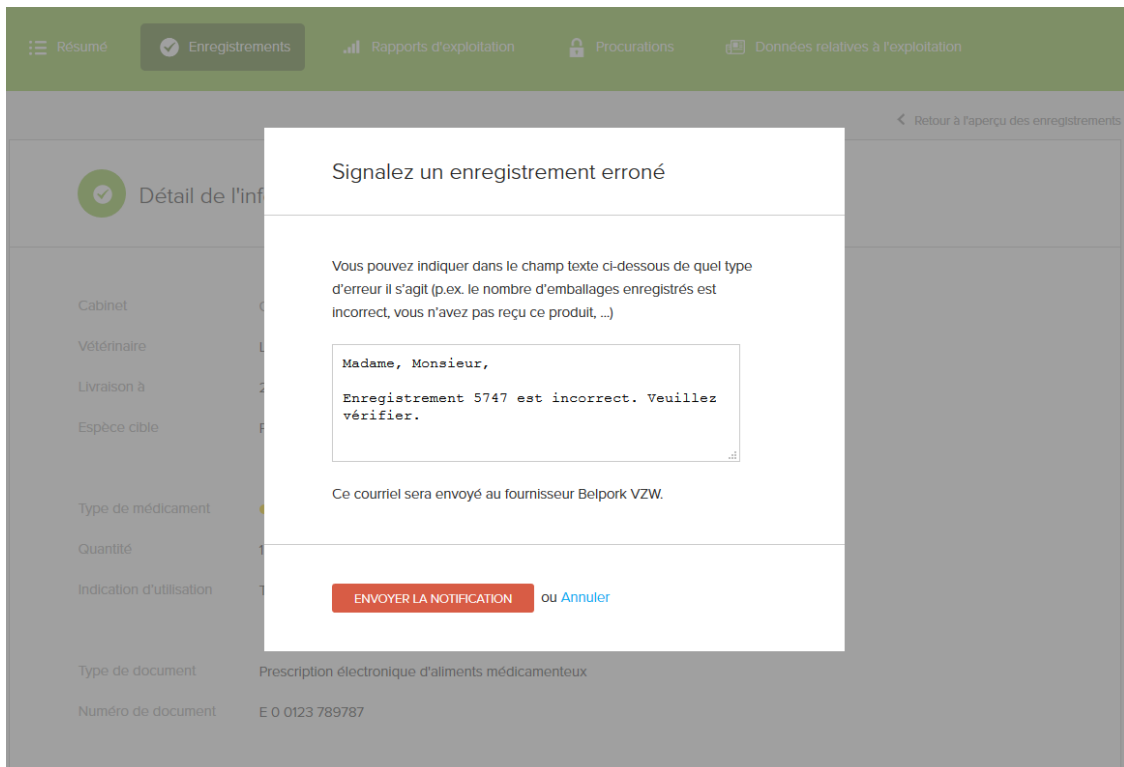 Résumé
Enregistrements
Rapports d'exploitation
Procurations
Données relatives à l'exploitation
Retour à l'aperçu des enregistrements
Détail de l'inf
Signalez un enregistrement erroné
Vous pouvez indiquer dans le champ texte ci-dessous de quel type
d'erreur il s'agit (p.ex. le nombre d'emballages enregistrés est
incorrect, vous n'avez pas reçu ce produit, ...)
Madame, Monsieur,
Enregistrement 5747 est incorrect. Veuillez
vérifier.
Ce courriel sera envoyé au fournisseur Belpork VZW.
ENVOYER LA NOTIFICATION ou Annuler
Cabinet
Vétérinaire
Livraison à
Espèce cible
Type de médicament
Quantité
Indication d'utilisation
Type de document Prescription électronique d'aliments médicamenteux
Numéro de document E 0 0123 789787